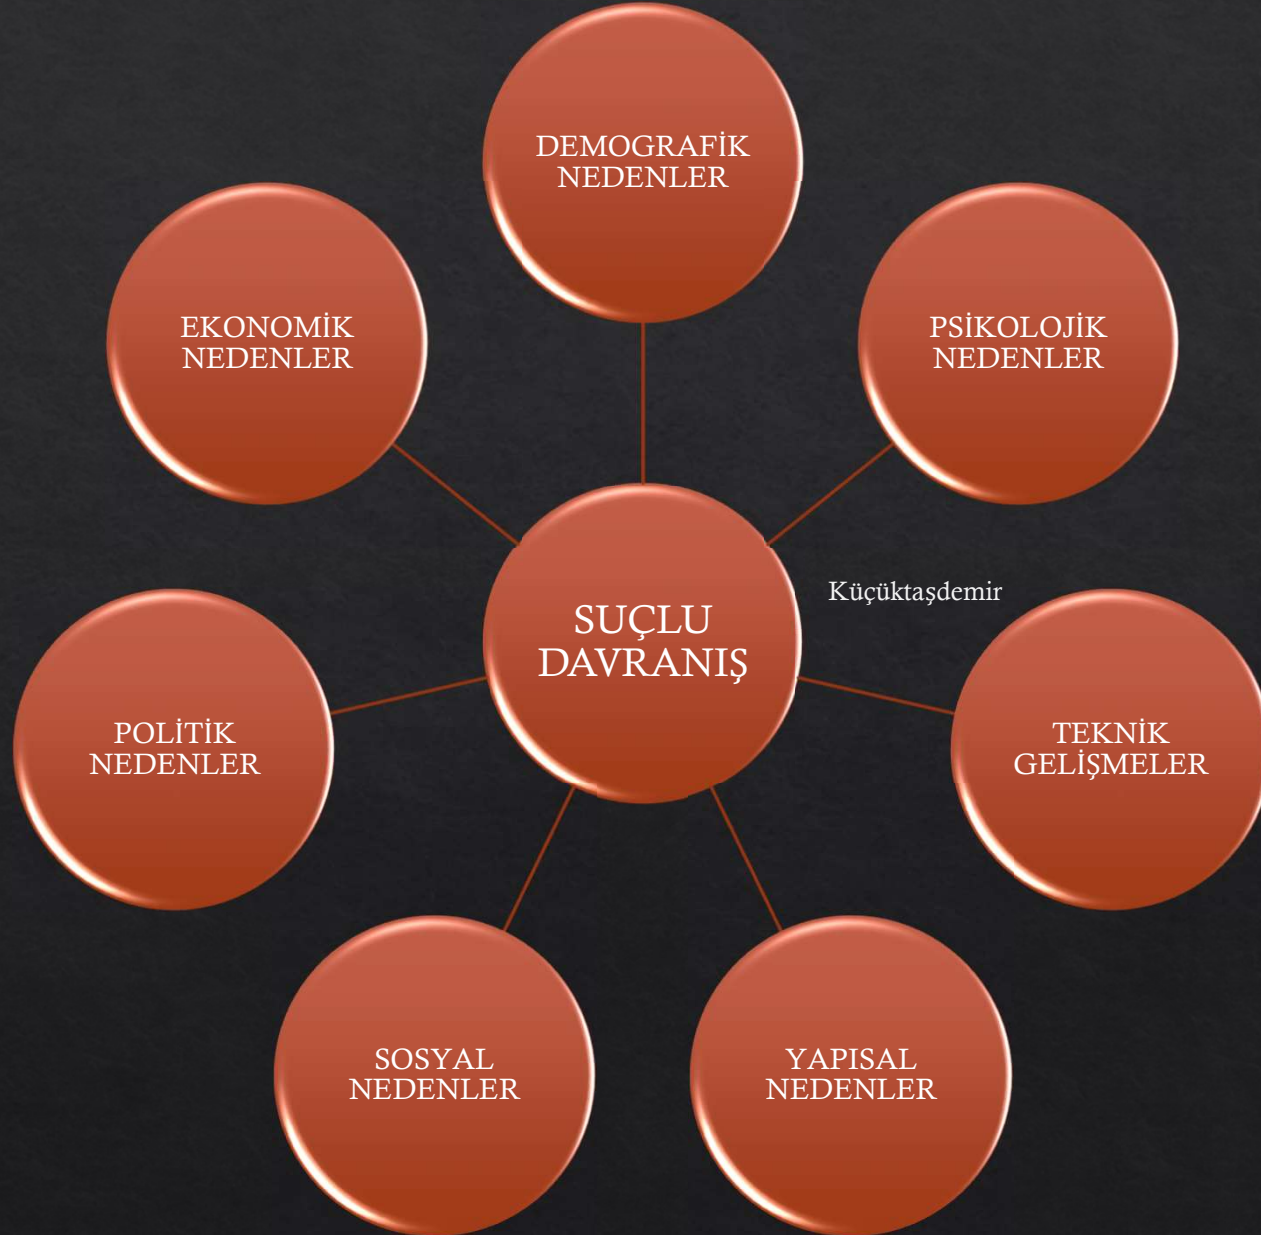 DEMOGRAFİK
NEDENLER
EKONOMİK
NEDENLER
PSİKOLOJİK
NEDENLER
Küçüktaşdemir
SUÇLU
DAVRANIŞ
POLİTİK
NEDENLER
TEKNİK
GELİŞMELER
SOSYAL
NEDENLER
YAPISAL
NEDENLER